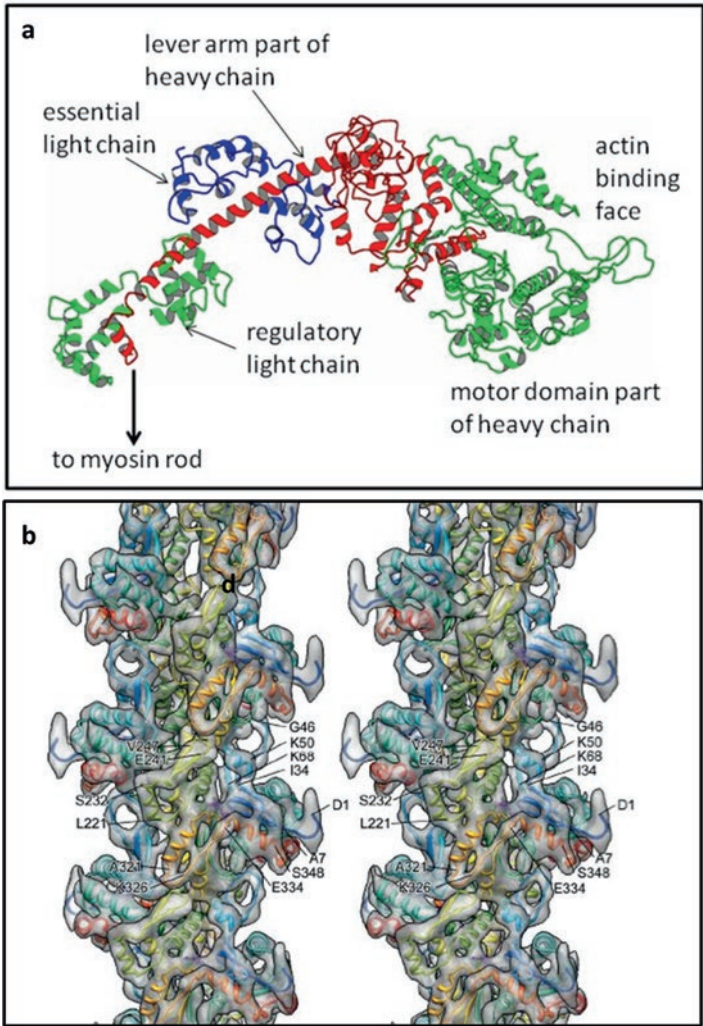 a
lever arm part of
heavy chain
essential
light chain
actin
binding
face
regulatory
light chain
motor domain part
of heavy chain
to myosin rod
b
d
G46
V247
K50
E241
K68
I34
S232
D1
L221
A7
A321
S348
K326
E334
G46
V247
K50
E241
K68
I34
S232
D1
L221
A7
A321
S348
K326
E334